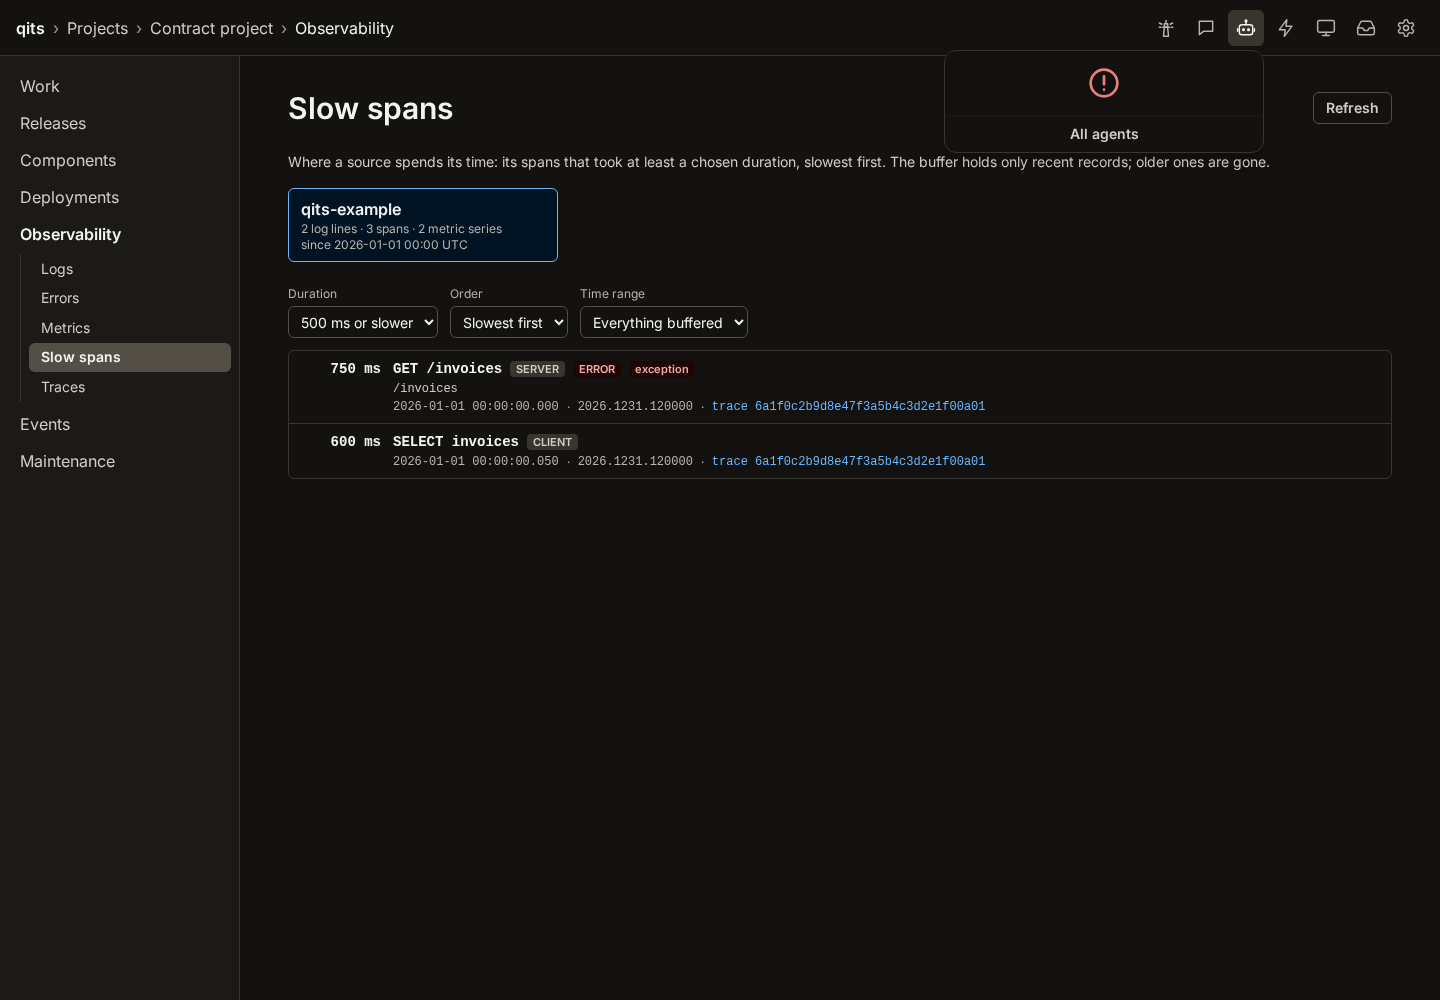 qits › Projects › Contract project › Observability
Work
Releases
Components
Deployments
Observability
Logs
Errors
Metrics
Slow spans
Traces
Events
Maintenance
All agents
Slow spans
Refresh
Where a source spends its time: its spans that took at least a chosen duration, slowest first. The buffer holds only recent records; older ones are gone.
qits-example
2 log lines · 3 spans · 2 metric series
since 2026-01-01 00:00 UTC
Duration Order Time range
500 ms or slower Slowest first Everything buffered
750 ms GET /invoices SERVER ERROR exception
/invoices
2026-01-01 00:00:00.000 · 2026.1231.120000 · trace 6a1f0c2b9d8e47f3a5b4c3d2e1f00a01
600 ms SELECT invoices CLIENT
2026-01-01 00:00:00.050 · 2026.1231.120000 · trace 6a1f0c2b9d8e47f3a5b4c3d2e1f00a01